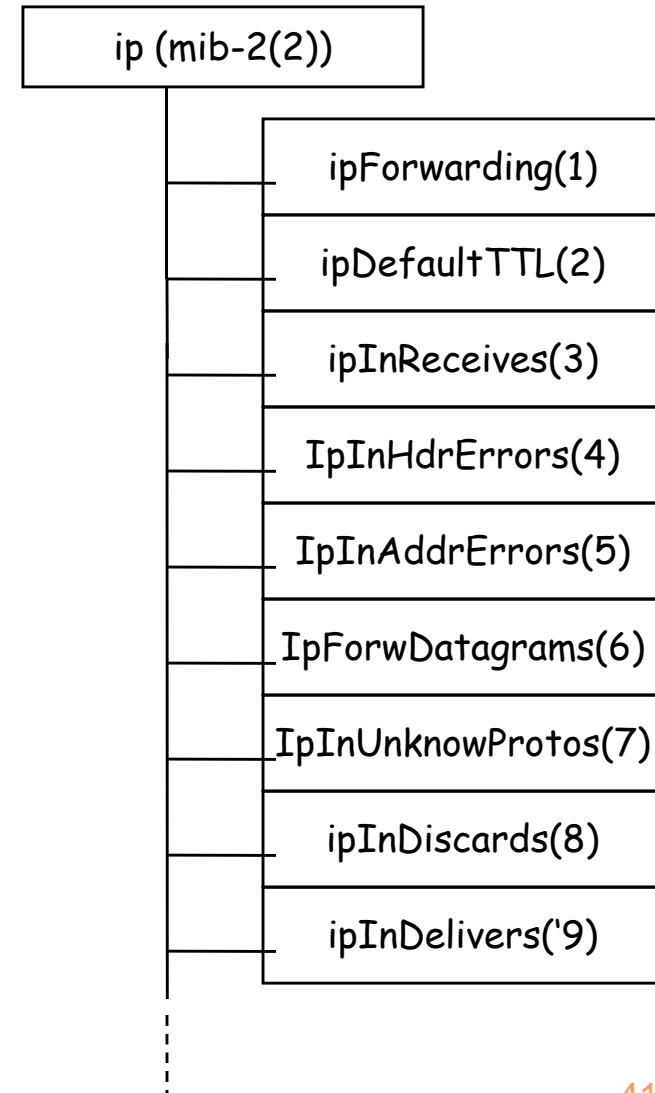 ip (mib-2(2))
ipForwarding(1)
ipDefaultTTL(2)
ipInReceives(3)
IpInHdrErrors(4)
IpInAddrErrors(5)
IpForwDatagrams(6)
IpInUnknowProtos(7)
ipInDiscards(8)
ipInDelivers(‘9)
41